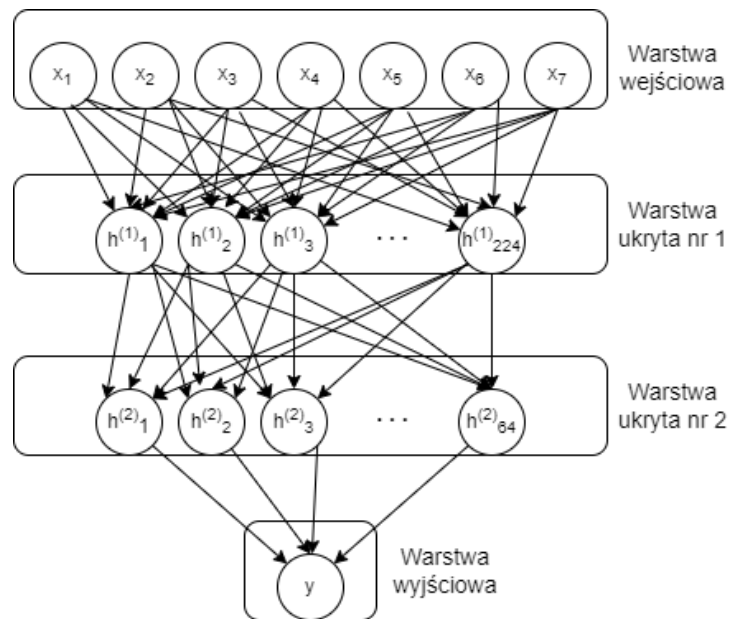 x₁ x₂ x₃ x₄ x₅ x₆ x₇
Warstwa
wejściowa
h⁽¹⁾₁ h⁽¹⁾₂ h⁽¹⁾₃ ... h⁽¹⁾₂₂₄
Warstwa
ukryta nr 1
h⁽²⁾₁ h⁽²⁾₂ h⁽²⁾₃ ... h⁽²⁾₆₄
Warstwa
ukryta nr 2
y
Warstwa
wyjściowa